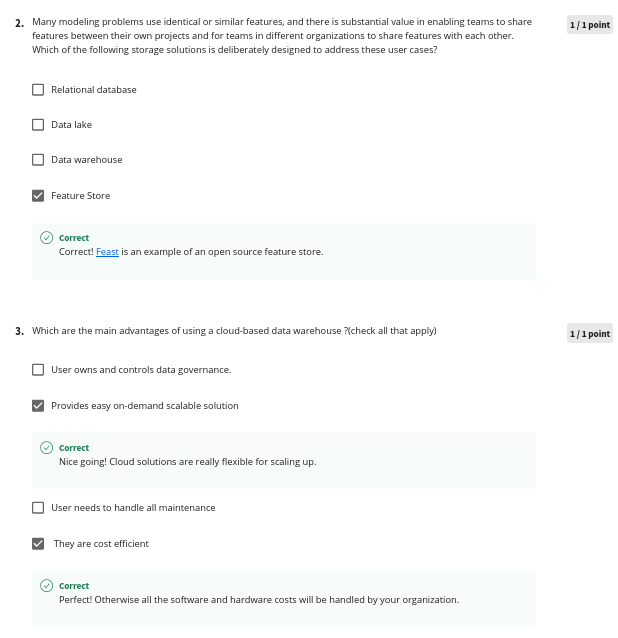 2. Many modeling problems use identical or similar features, and there is substantial value in enabling teams to share
1 / 1 point
features between their own projects and for teams in different organizations to share features with each other.
Which of the following storage solutions is deliberately designed to address these user cases?
Relational database
Data lake
Data warehouse
Feature Store
Correct
Correct! Feast is an example of an open source feature store.
3. Which are the main advantages of using a cloud-based data warehouse ?(check all that apply)
1 / 1 point
User owns and controls data governance.
Provides easy on-demand scalable solution
Correct
Nice going! Cloud solutions are really flexible for scaling up.
User needs to handle all maintenance
They are cost efficient
Correct
Perfect! Otherwise all the software and hardware costs will be handled by your organization.